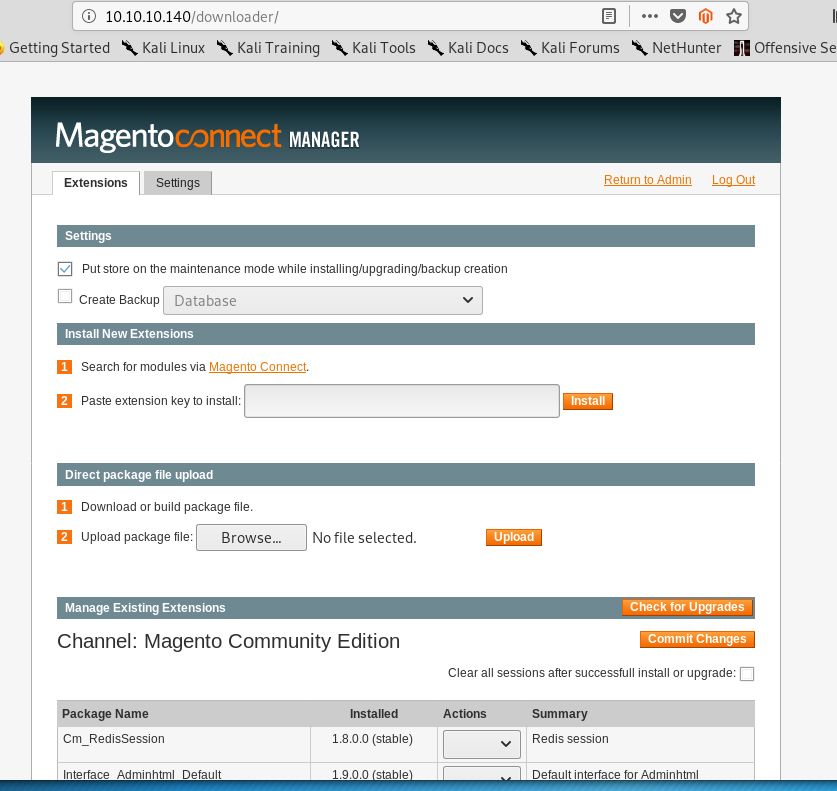 10.10.10.140/downloader/
Getting Started Kali Linux Kali Training Kali Tools Kali Docs Kali Forums NetHunter Offensive Se
Magentoconnect MANAGER
Extensions Settings Return to Admin Log Out
Settings
Put store on the maintenance mode while installing/upgrading/backup creation
Create Backup Database
Install New Extensions
1 Search for modules via Magento Connect.
2 Paste extension key to install: Install
Direct package file upload
1 Download or build package file.
2 Upload package file: Browse... No file selected. Upload
Manage Existing Extensions Check for Upgrades
Channel: Magento Community Edition Commit Changes
Clear all sessions after successfull install or upgrade:
Package Name Installed Actions Summary
Cm_RedisSession 1.8.0.0 (stable) Redis session
Interface_Adminhtml_Default 1.9.0.0 (stable) Default interface for Adminhtml